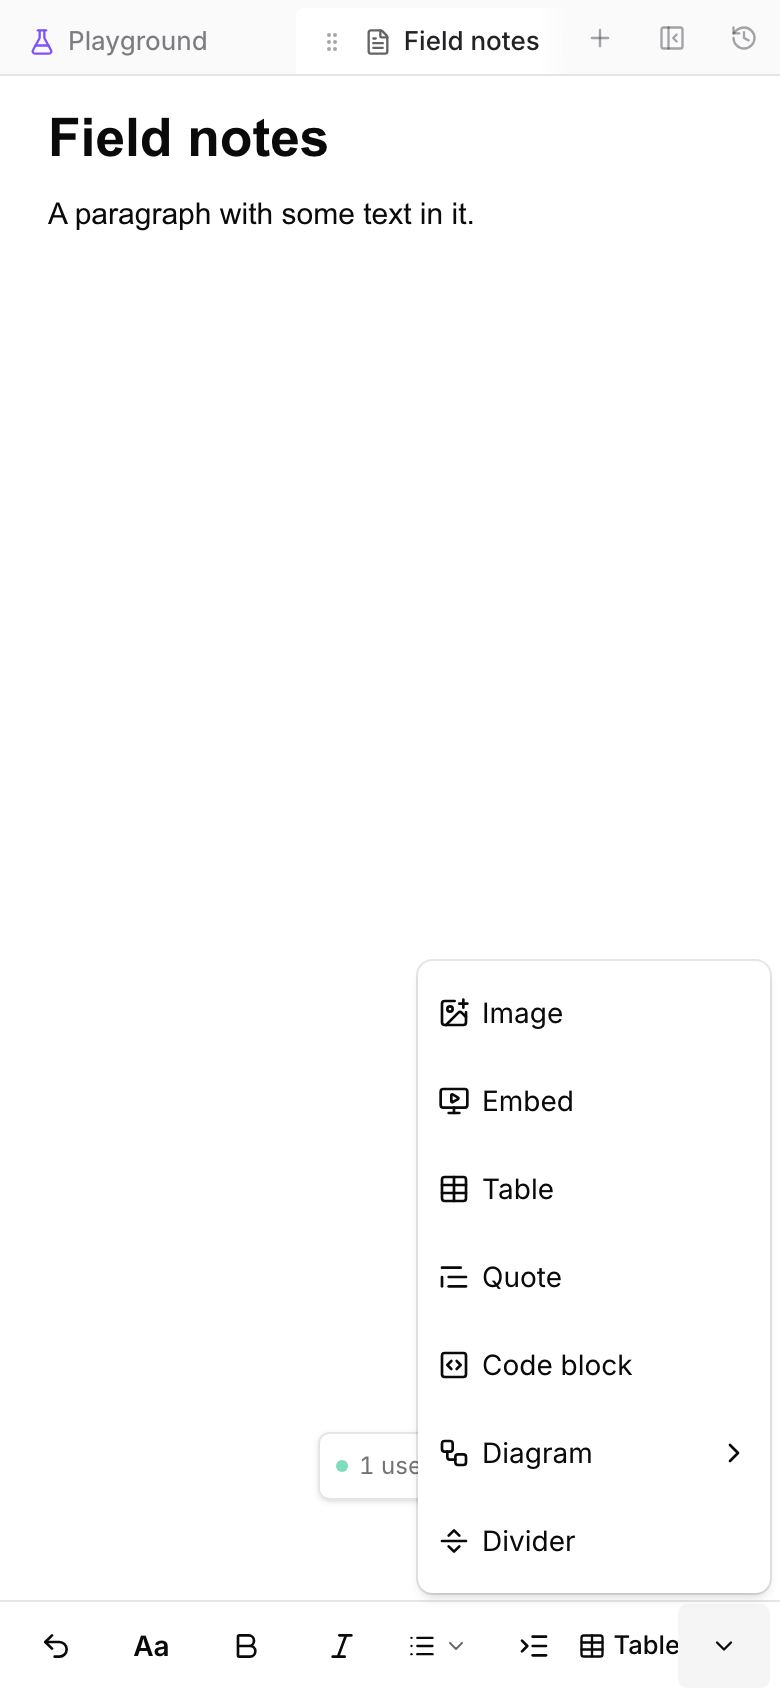 Playground
Field notes
Field notes
A paragraph with some text in it.
Image
Embed
Table
Quote
Code block
Diagram
1 use
Divider
Aa
B
I
Table